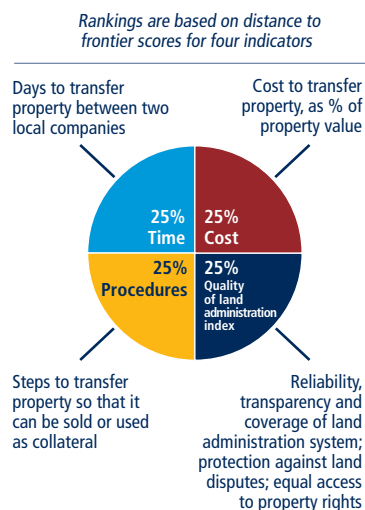 Rankings are based on distance to
frontier scores for four indicators
Days to transfer
property between two
local companies
Cost to transfer
property, as % of
property value
25%
Time
25%
Cost
25%
Procedures
25%
Quality
of land
administration
index
Steps to transfer
property so that it
can be sold or used
as collateral
Reliability,
transparency and
coverage of land
administration system;
protection against land
disputes; equal access
to property rights